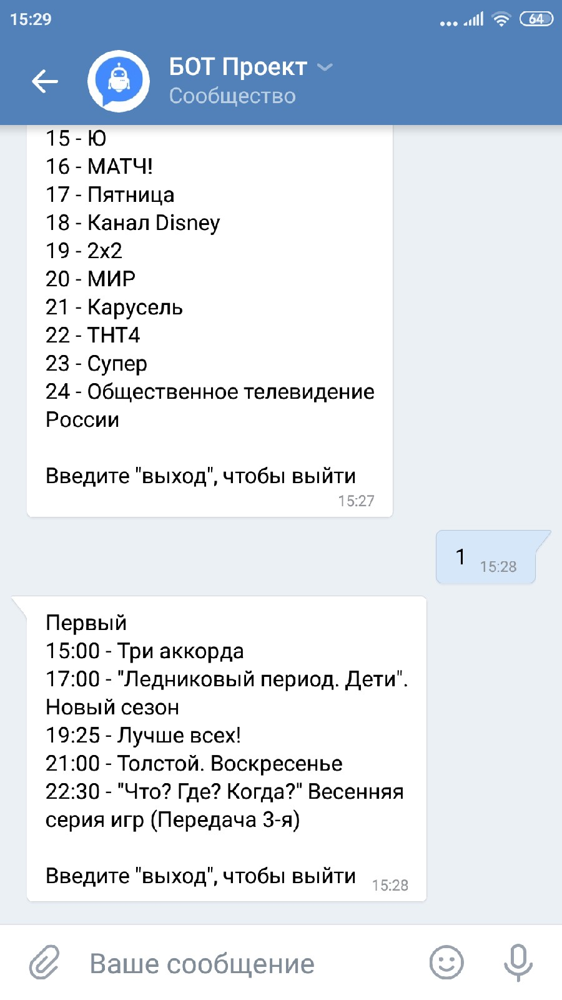 15:29
64
БОТ Проект
Сообщество
15 - Ю
16 - МАТЧ!
17 - Пятница
18 - Канал Disney
19 - 2x2
20 - МИР
21 - Карусель
22 - ТНТ4
23 - Супер
24 - Общественное телевидение
России
Введите "выход", чтобы выйти
15:27
1
15:28
Первый
15:00 - Три аккорда
17:00 - "Ледниковый период. Дети".
Новый сезон
19:25 - Лучше всех!
21:00 - Толстой. Воскресенье
22:30 - "Что? Где? Когда?" Весенняя
серия игр (Передача 3-я)
Введите "выход", чтобы выйти
15:28
Ваше сообщение